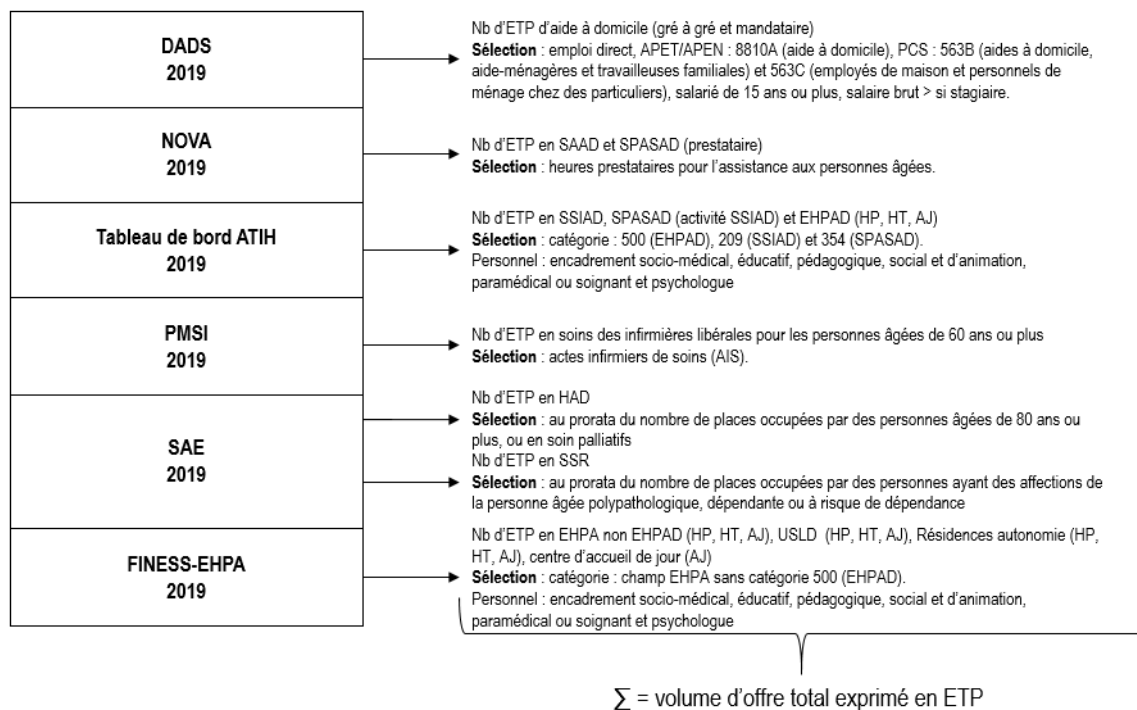 DADS
2019
Nb d'ETP d'aide à domicile (gré à gré et mandataire)
Sélection : emploi direct, APET/APEN : 8810A (aide à domicile), PCS : 563B (aides à domicile,
aide-ménagères et travailleuses familiales) et 563C (employés de maison et personnels de
ménage chez des particuliers), salarié de 15 ans ou plus, salaire brut > si stagiaire.
NOVA
2019
Nb d'ETP en SAAD et SPASAD (prestataire)
Sélection : heures prestataires pour l'assistance aux personnes âgées.
Tableau de bord ATIH
2019
Nb d'ETP en SSIAD, SPASAD (activité SSIAD) et EHPAD (HP, HT, AJ)
Sélection : catégorie : 500 (EHPAD), 209 (SSIAD) et 354 (SPASAD).
Personnel : encadrement socio-médical, éducatif, pédagogique, social et d'animation,
paramédical ou soignant et psychologue
PMSI
2019
Nb d'ETP en soins des infirmières libérales pour les personnes âgées de 60 ans ou plus
Sélection : actes infirmiers de soins (AIS).
SAE
2019
Nb d'ETP en HAD
Sélection : au prorata du nombre de places occupées par des personnes âgées de 80 ans ou
plus, ou en soin palliatifs
Nb d'ETP en SSR
Sélection : au prorata du nombre de places occupées par des personnes ayant des affections de
la personne âgée polypathologique, dépendante ou à risque de dépendance
FINESS-EHPA
2019
Nb d'ETP en EHPA non EHPAD (HP, HT, AJ), USLD (HP, HT, AJ), Résidences autonomie (HP,
HT, AJ), centre d'accueil de jour (AJ)
Sélection : catégorie : champ EHPA sans catégorie 500 (EHPAD).
Personnel : encadrement socio-médical, éducatif, pédagogique, social et d'animation,
paramédical ou soignant et psychologue
∑ = volume d'offre total exprimé en ETP